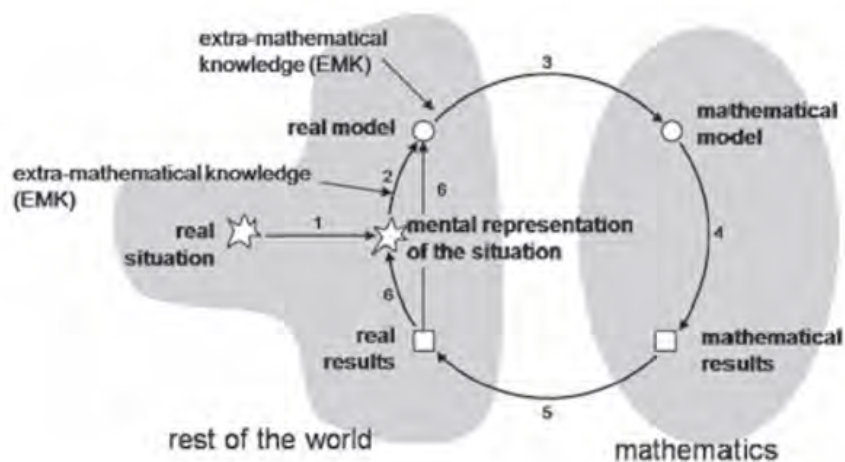 extra-mathematical
knowledge (EMK)
3
real model
mathematical
model
extra-mathematical knowledge
(EMK)
2
6
real
situation
1
mental representation
of the situation
4
6
real
results
mathematical
results
5
rest of the world
mathematics